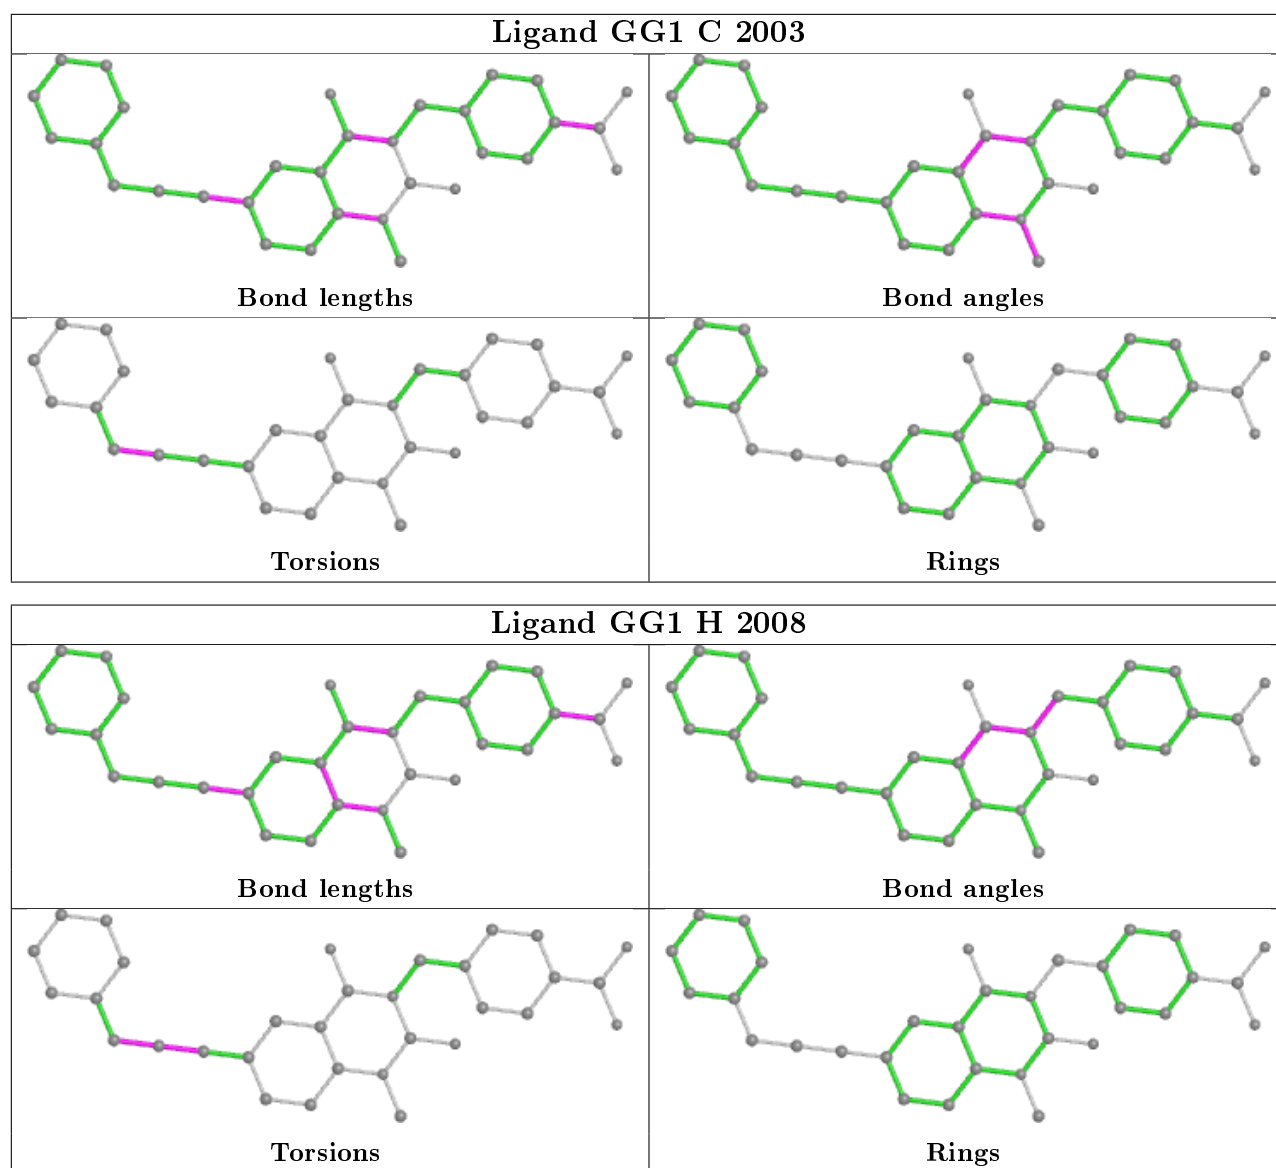 Ligand GG1 C 2003
Bond lengths
Bond angles
Torsions
Rings
Ligand GG1 H 2008
Bond lengths
Bond angles
Torsions
Rings